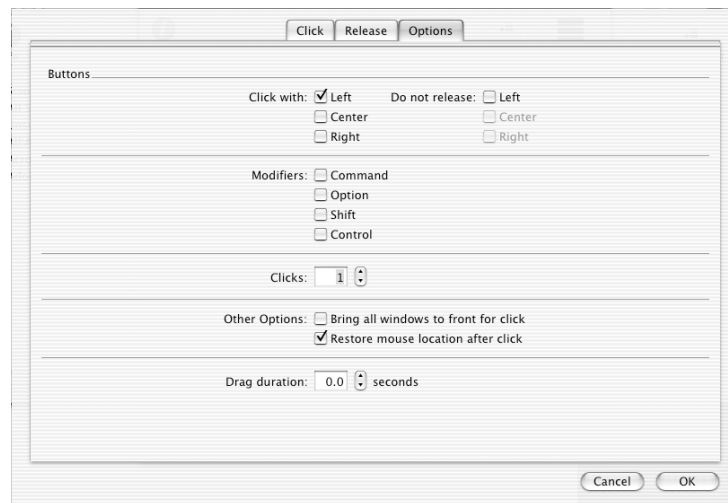 Click Release Options
Buttons
Click with: Left Do not release: Left
Center Center
Right Right
Modifiers: Command
Option
Shift
Control
Clicks: 1
Other Options: Bring all windows to front for click
Restore mouse location after click
Drag duration: 0.0 seconds
Cancel OK